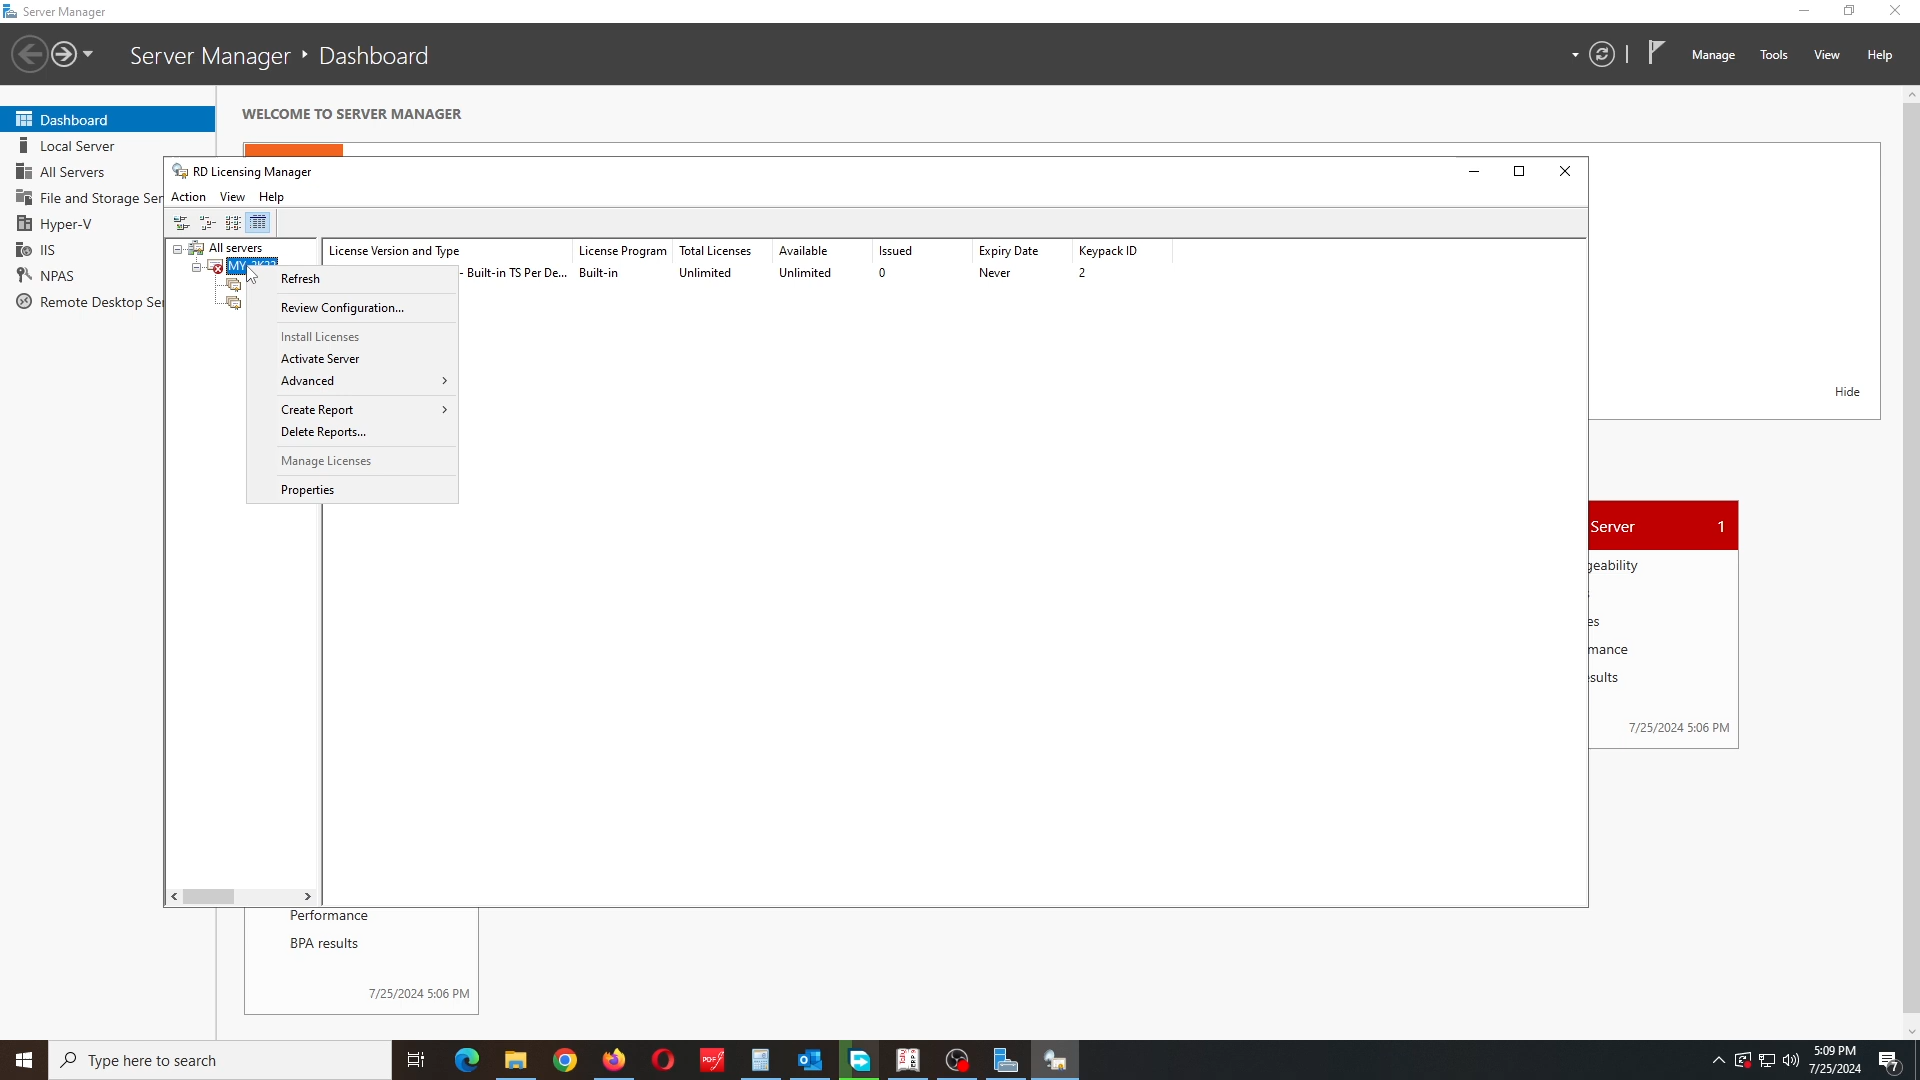 Server Manager
Server Manager
Dashboard
Manage
Tools
View
Help
Dashboard
Local Server
All Servers
File and Storage Ser
Hyper-V
IIS
NPAS
Remote Desktop Ser
WELCOME TO SERVER MANAGER
RD Licensing Manager
Action
View
Help
All servers
License Version and Type
License Program
Total Licenses
Available
Issued
Expiry Date
Keypack ID
- Built-in TS Per De...
Built-in
Unlimited
Unlimited
0
Never
2
Refresh
Review Configuration...
Install Licenses
Activate Server
Advanced
Create Report
Delete Reports...
Manage Licenses
Properties
Hide
Server
1
geability
es
mance
esults
7/25/2024 5:06 PM
Performance
BPA results
7/25/2024 5:06 PM
Type here to search
5:09 PM
7/25/2024
7